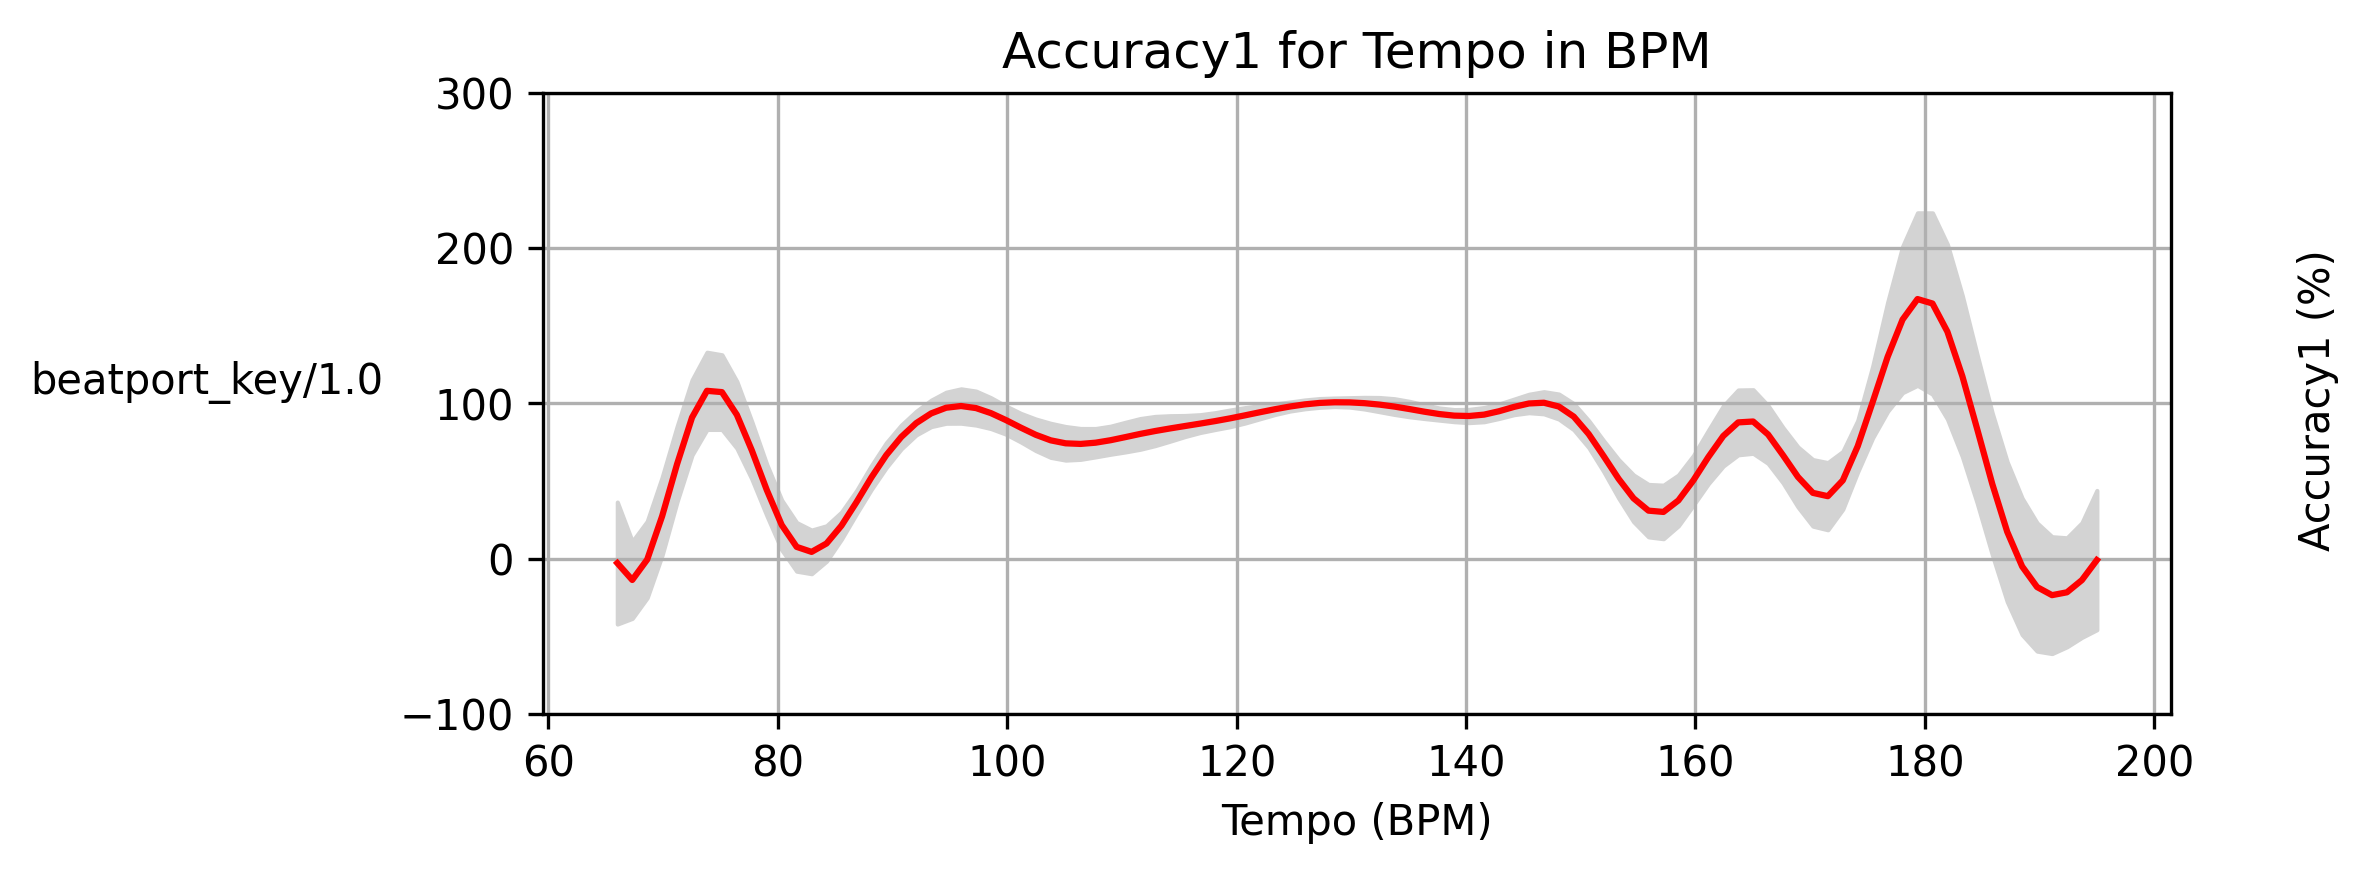 Accuracy1 for Tempo in BPM
300
200
100
0
−100
beatport_key/1.0
Accuracy1 (%)
60 80 100 120 140 160 180 200
Tempo (BPM)